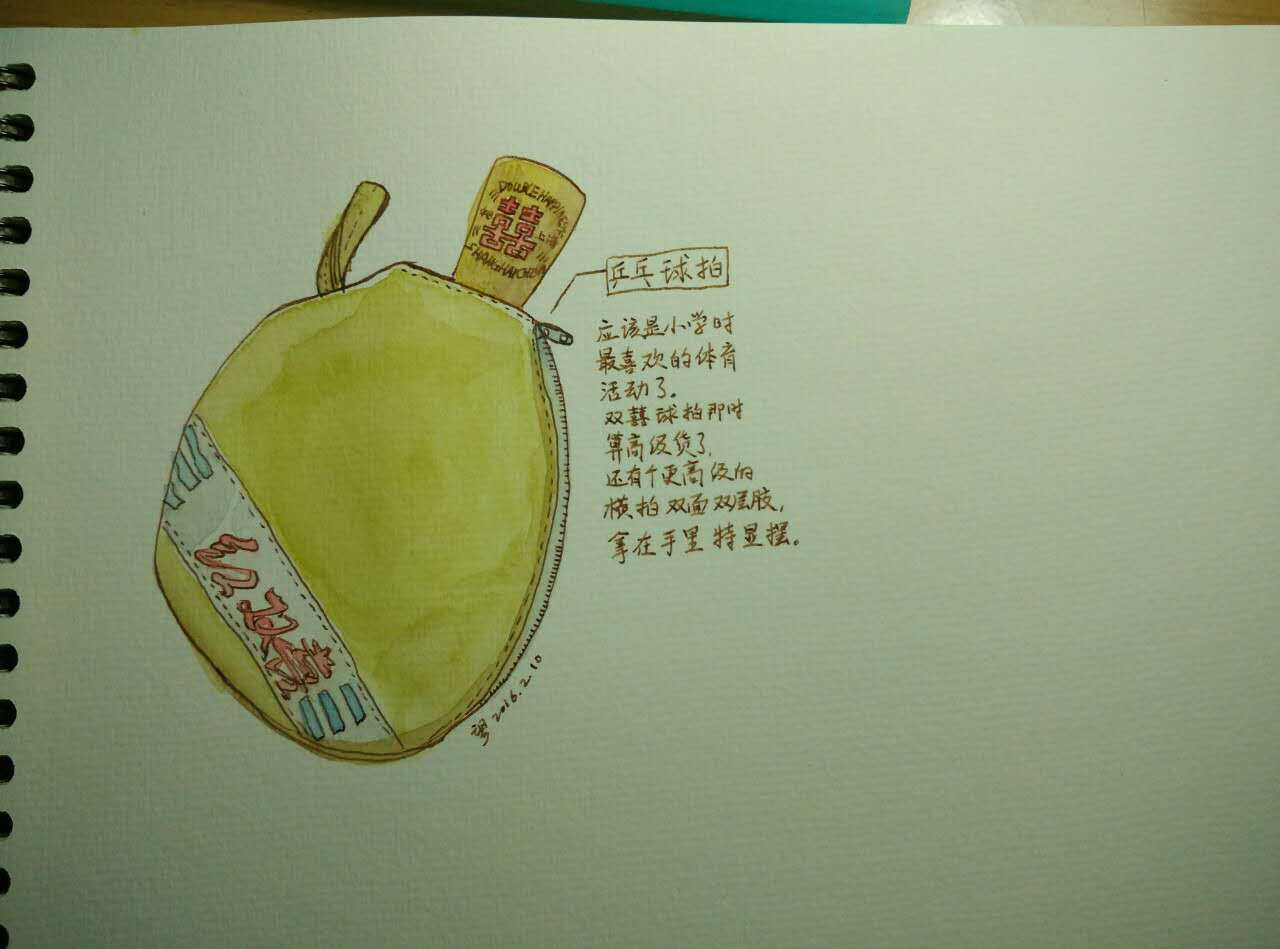 DOUBLE HAPPINESS
囍
上海
SHANGHAI CHINA
乒乓球拍
应该是小学时
最喜欢的体育
活动了。
双囍球拍那时
算高级货了,
还有个更高级的
横拍双面双层胶,
拿在手里特显摆。
红双喜
2016.2.10